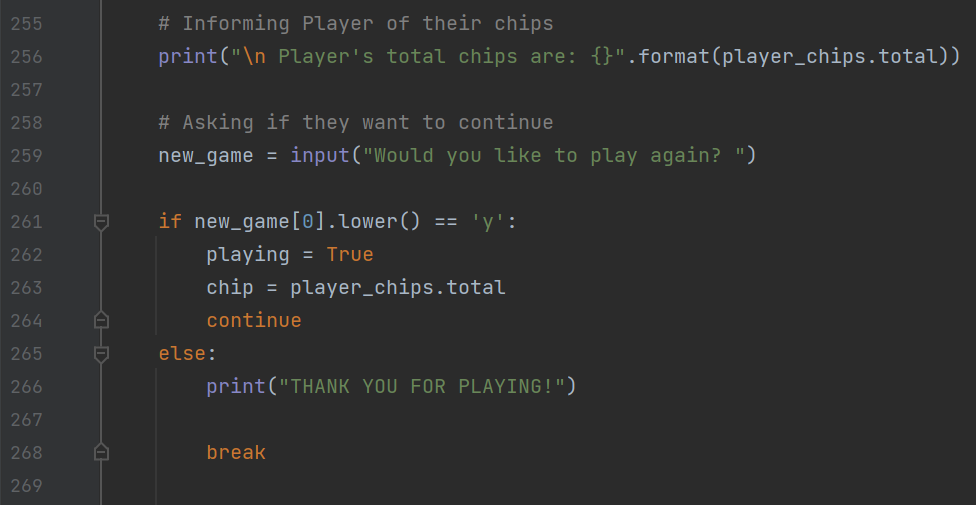 255 # Informing Player of their chips
256 print("\n Player's total chips are: {}".format(player_chips.total))
257
258 # Asking if they want to continue
259 new_game = input("Would you like to play again? ")
260
261 if new_game[0].lower() == 'y':
262 playing = True
263 chip = player_chips.total
264 continue
265 else:
266 print("THANK YOU FOR PLAYING!")
267
268 break
269